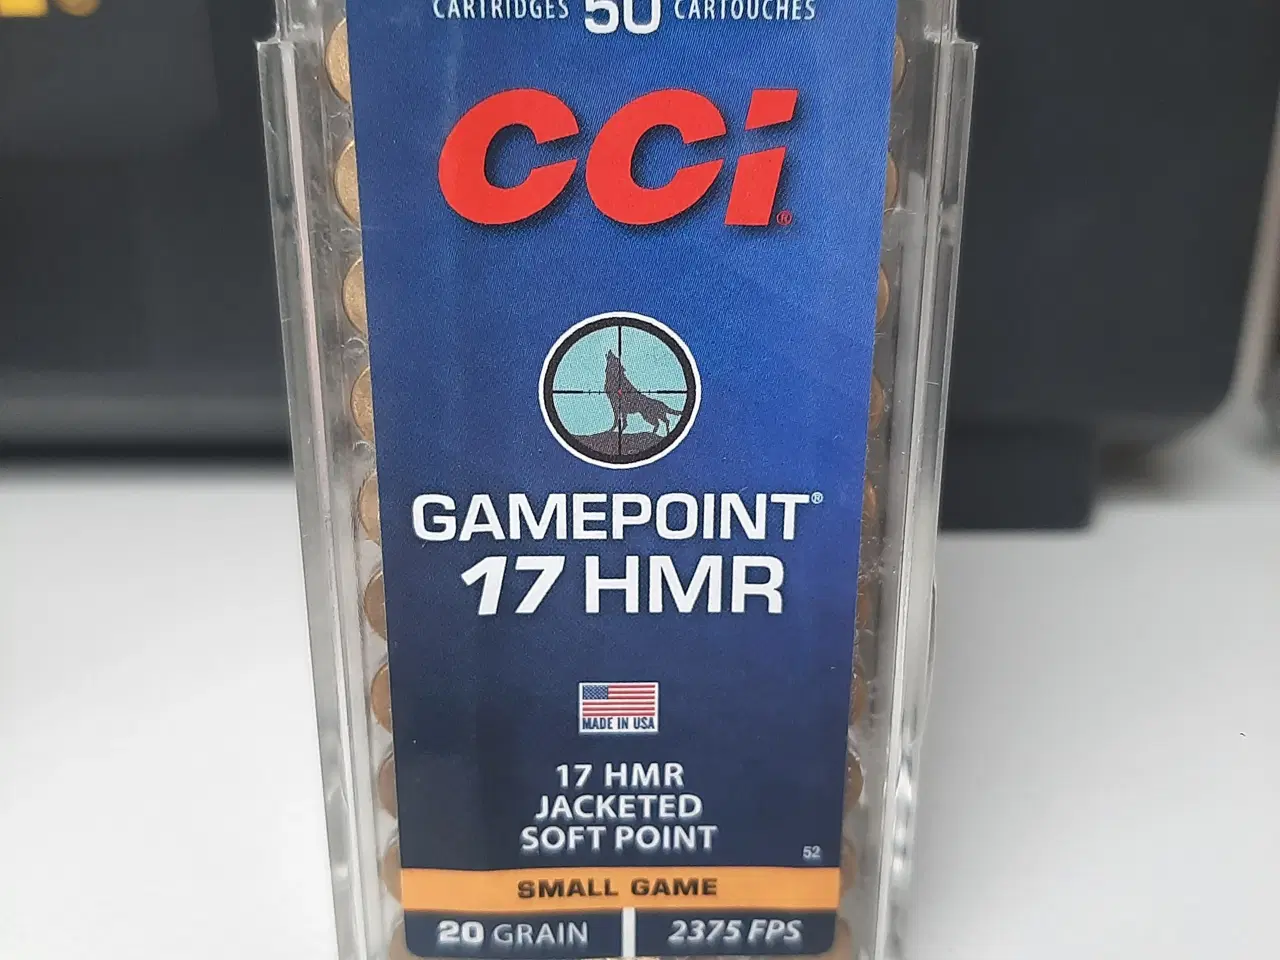 CARTRIDGES 50 CARTOUCHES
CCi®
GAMEPOINT®
17 HMR
MADE IN USA
17 HMR
JACKETED
SOFT POINT
52
SMALL GAME
20 GRAIN 2375 FPS